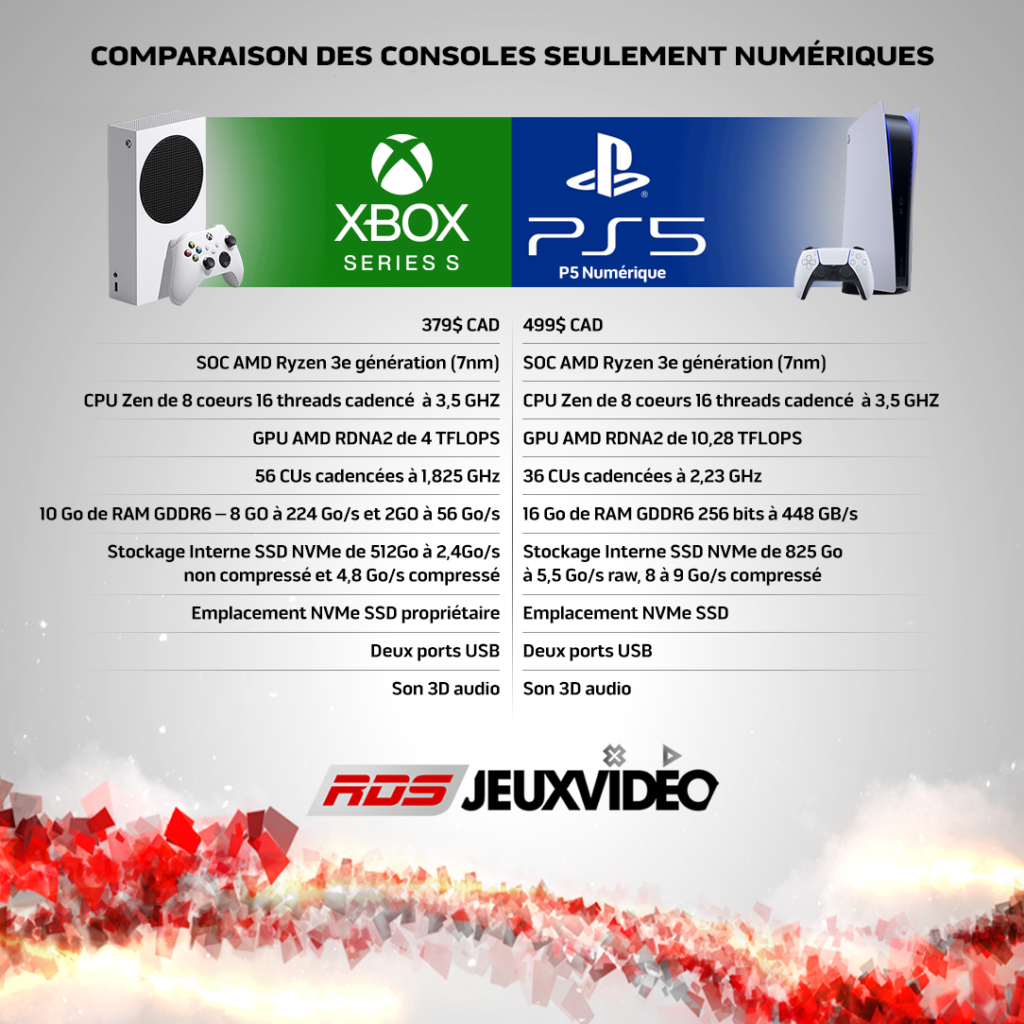 COMPARAISON DES CONSOLES SEULEMENT NUMÉRIQUES
XBOX
SERIES S
PS5
P5 Numérique
379$ CAD
499$ CAD
SOC AMD Ryzen 3e génération (7nm)
SOC AMD Ryzen 3e génération (7nm)
CPU Zen de 8 coeurs 16 threads cadencé à 3,5 GHZ
CPU Zen de 8 coeurs 16 threads cadencé à 3,5 GHZ
GPU AMD RDNA2 de 4 TFLOPS
GPU AMD RDNA2 de 10,28 TFLOPS
56 CUs cadencées à 1,825 GHz
36 CUs cadencées à 2,23 GHz
10 Go de RAM GDDR6 – 8 GO à 224 Go/s et 2GO à 56 Go/s
16 Go de RAM GDDR6 256 bits à 448 GB/s
Stockage Interne SSD NVMe de 512Go à 2,4Go/s
non compressé et 4,8 Go/s compressé
Stockage Interne SSD NVMe de 825 Go
à 5,5 Go/s raw, 8 à 9 Go/s compressé
Emplacement NVMe SSD propriétaire
Emplacement NVMe SSD
Deux ports USB
Deux ports USB
Son 3D audio
Son 3D audio
RDS JEUXVIDÉO